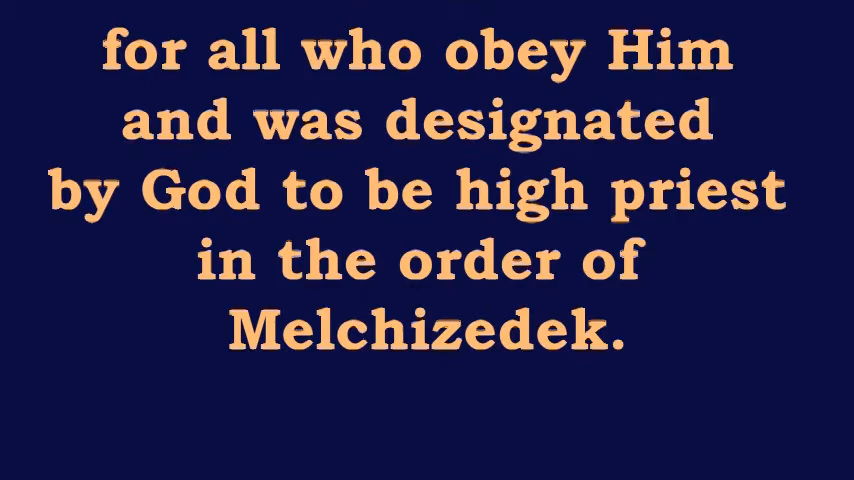 for all who obey Him
and was designated
by God to be high priest
in the order of
Melchizedek.